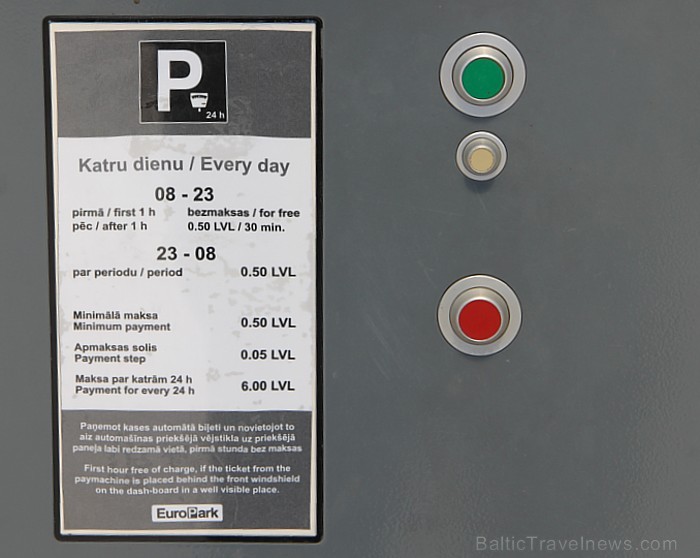 P
24 h
Katru dienu / Every day
08 - 23
pirmā / first 1 h bezmaksas / for free
pēc / after 1 h 0.50 LVL / 30 min.
23 - 08
par periodu / period 0.50 LVL
Minimālā maksa
Minimum payment 0.50 LVL
Apmaksas solis
Payment step 0.05 LVL
Maksa par katrām 24 h
Payment for every 24 h 6.00 LVL
Paņemot kases automātā biļeti un novietojot to
aiz automašīnas priekšējā vējstikla uz priekšējā
paneļa labi redzamā vietā, pirmā stunda bez maksas
First hour free of charge, if the ticket from the
paymachine is placed behind the front windshield
on the dash-board in a well visible place.
EuroPark
BalticTravelnews.com